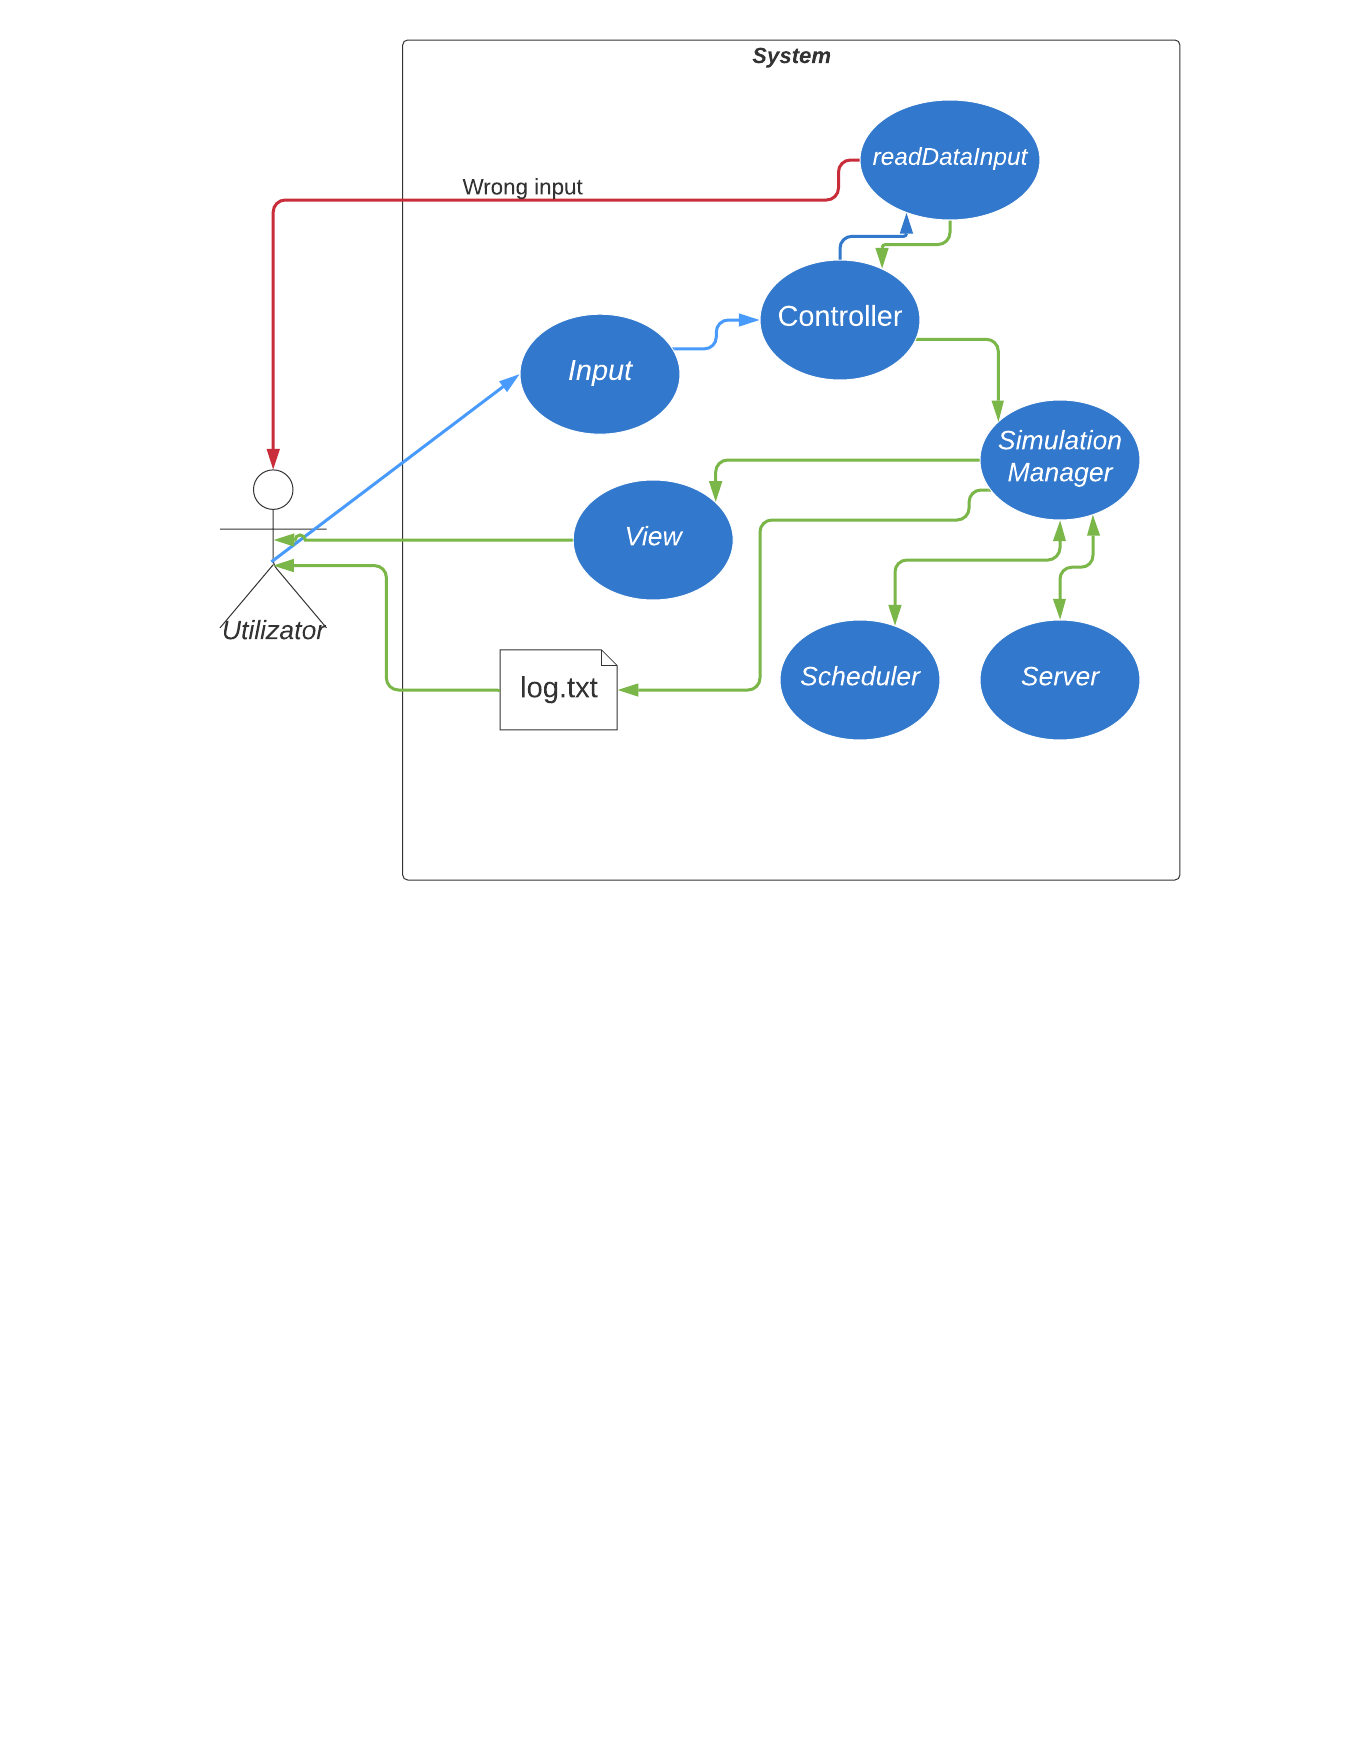 System
readDataInput
Wrong input
Controller
Input
Simulation
Manager
View
Utilizator
log.txt
Scheduler
Server